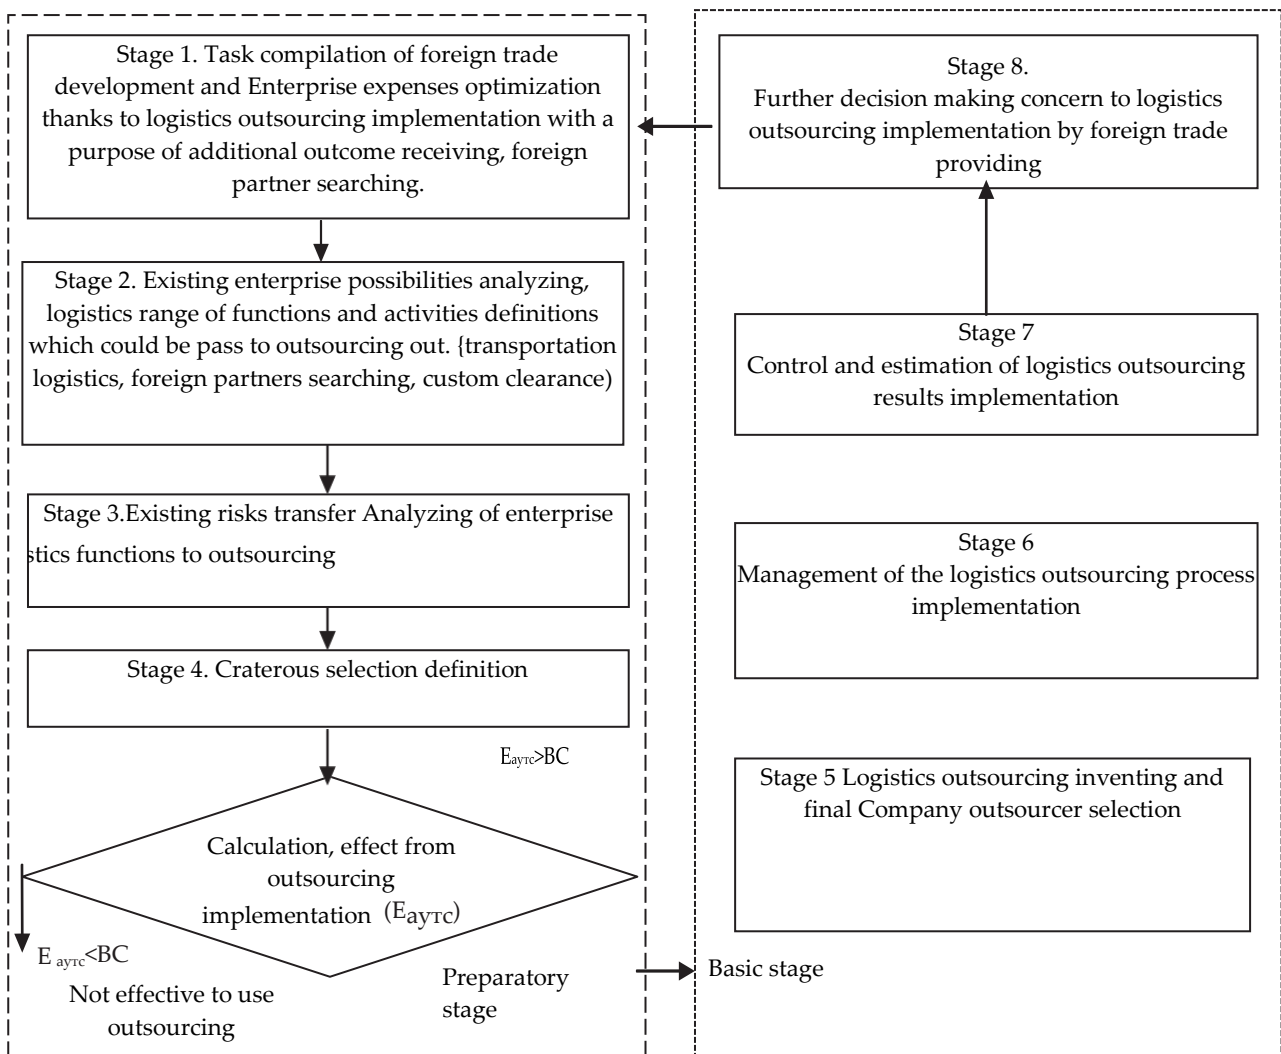 Stage 1. Task compilation of foreign trade
development and Enterprise expenses optimization
thanks to logistics outsourcing implementation with a
purpose of additional outcome receiving, foreign
partner searching.
Stage 2. Existing enterprise possibilities analyzing,
logistics range of functions and activities definitions
which could be pass to outsourcing out. {transportation
logistics, foreign partners searching, custom clearance)
Stage 3.Existing risks transfer Analyzing of enterprise
stics functions to outsourcing
Stage 4. Craterous selection definition
Eаутс>BC
Calculation, effect from
outsourcing
implementation (Eаутс)
E аутс<BC
Not effective to use
outsourcing
Preparatory
stage
Basic stage
Stage 8.
Further decision making concern to logistics
outsourcing implementation by foreign trade
providing
Stage 7
Control and estimation of logistics outsourcing
results implementation
Stage 6
Management of the logistics outsourcing process
implementation
Stage 5 Logistics outsourcing inventing and
final Company outsourcer selection